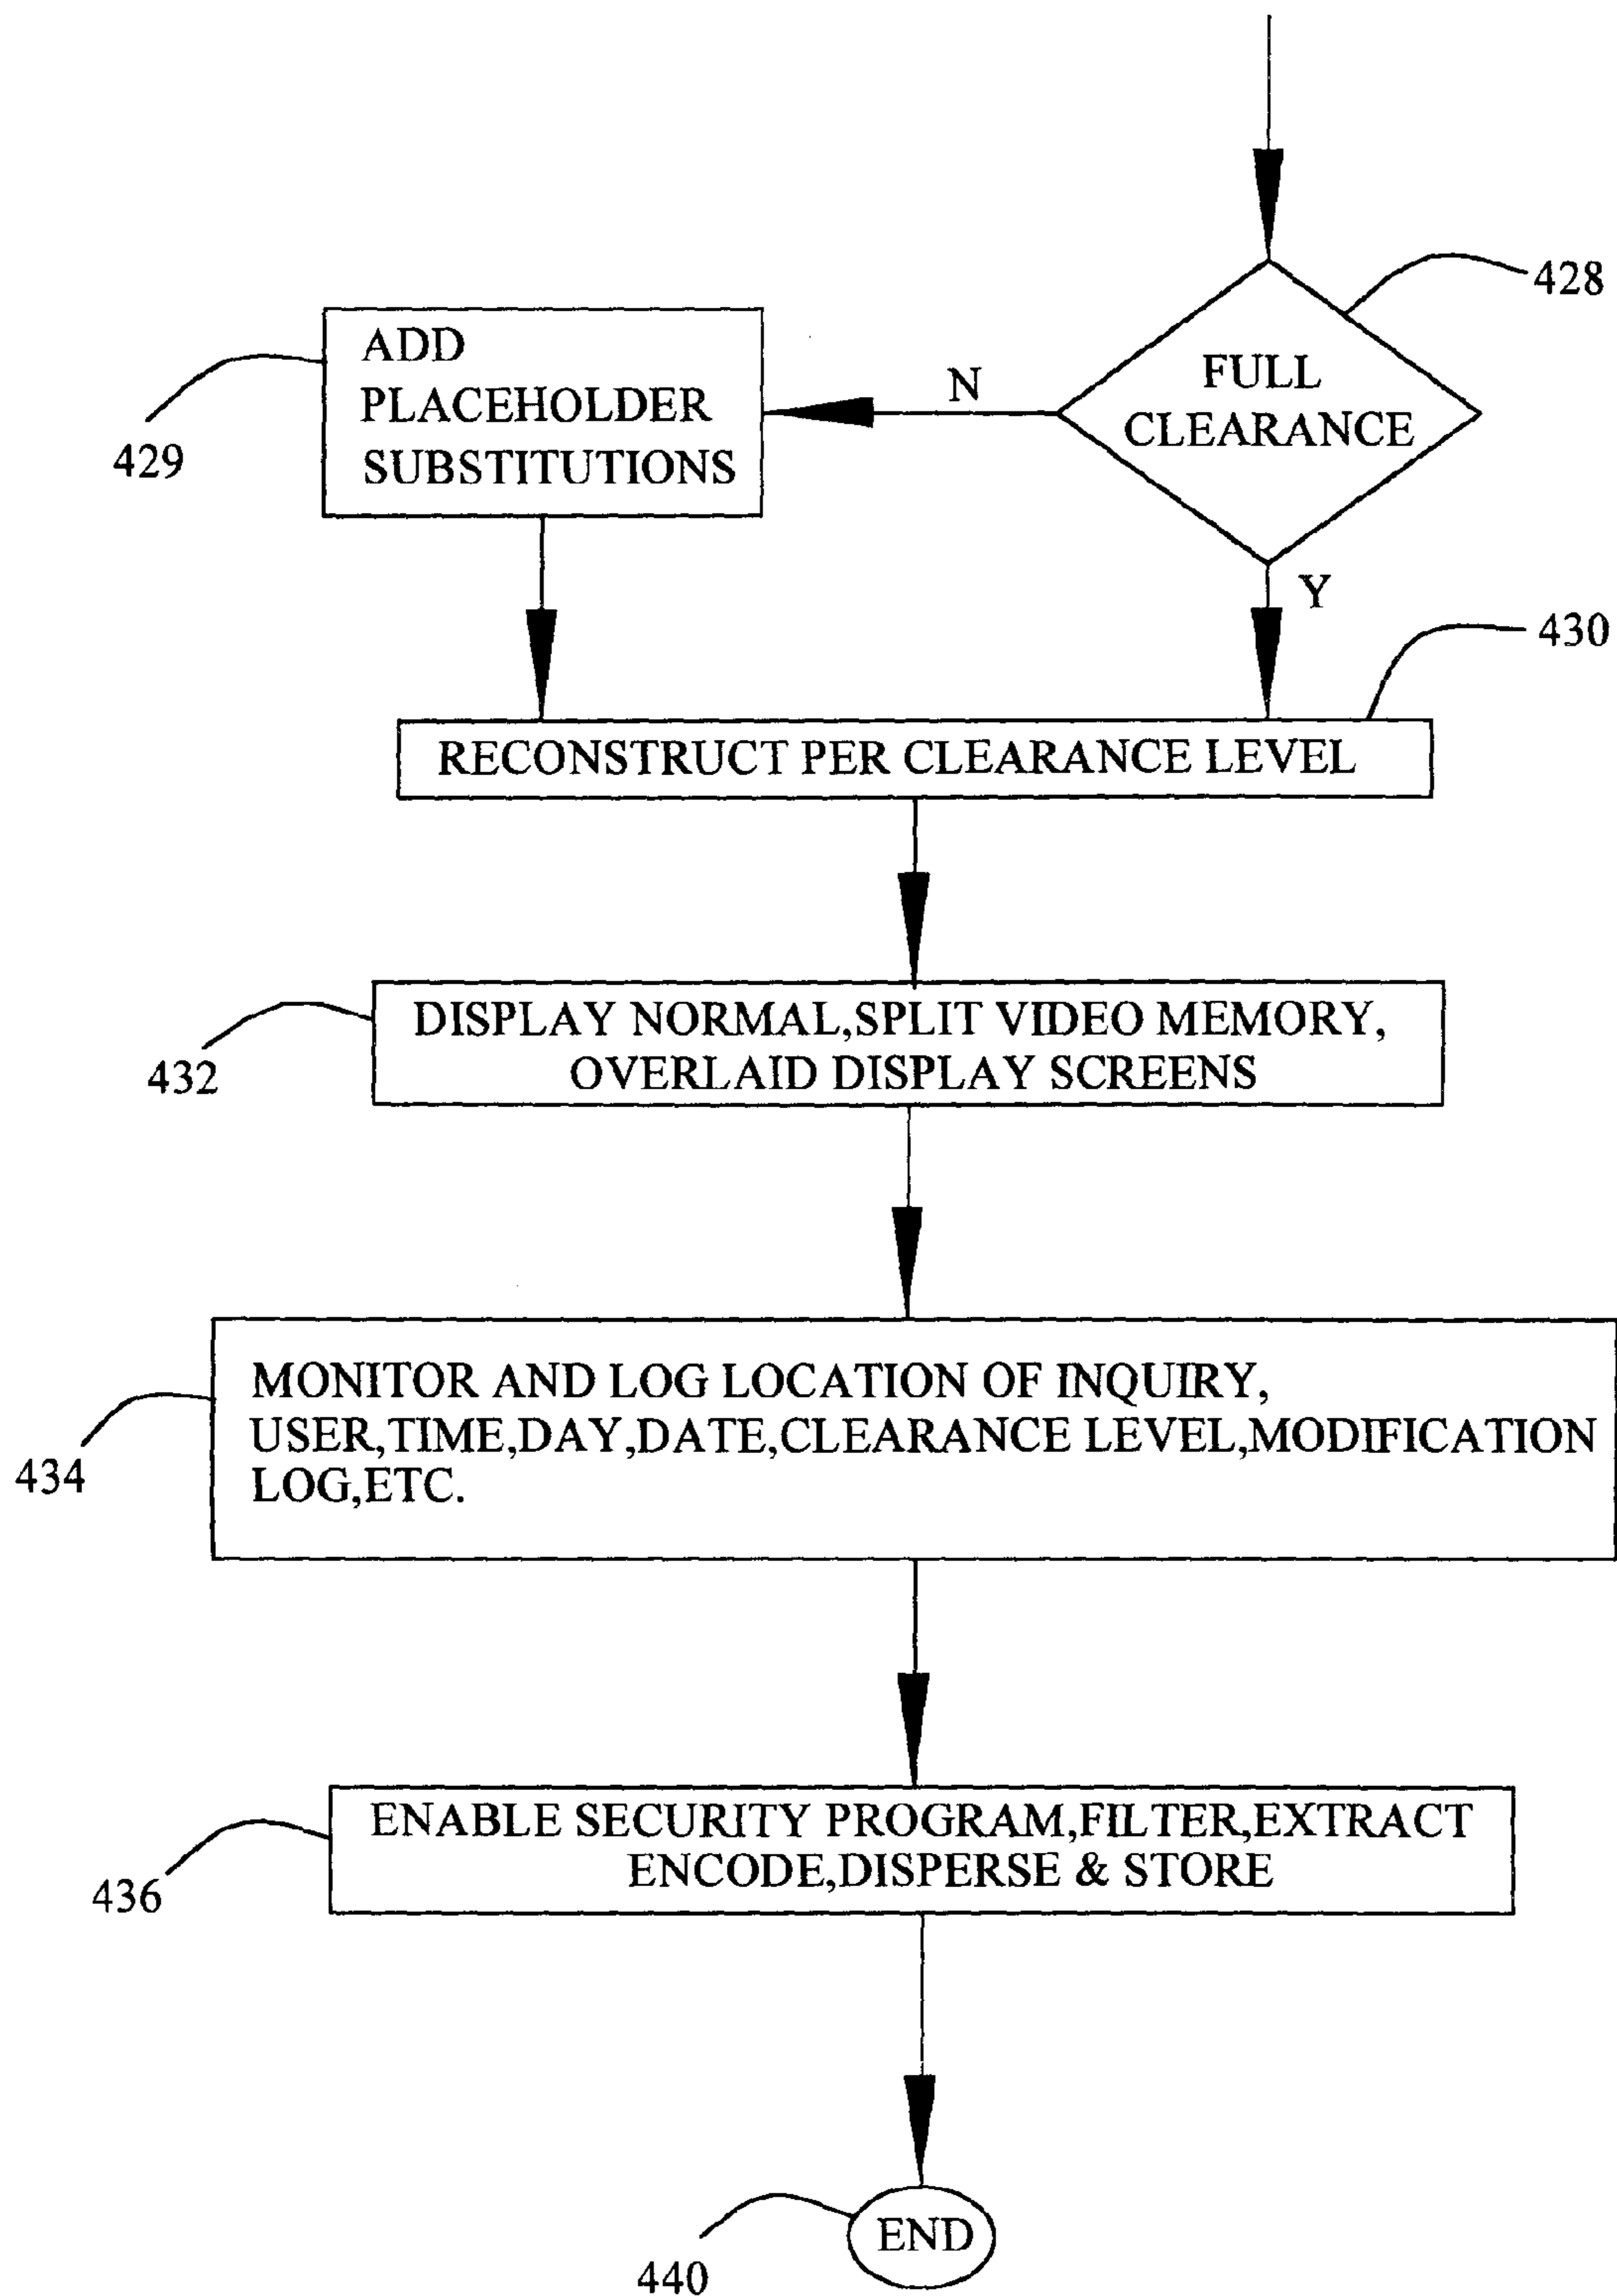 428
FULL
CLEARANCE
N
ADD
PLACEHOLDER
SUBSTITUTIONS
429
Y
430
RECONSTRUCT PER CLEARANCE LEVEL
DISPLAY NORMAL,SPLIT VIDEO MEMORY,
OVERLAID DISPLAY SCREENS
432
MONITOR AND LOG LOCATION OF INQUIRY,
USER,TIME,DAY,DATE,CLEARANCE LEVEL,MODIFICATION
LOG,ETC.
434
ENABLE SECURITY PROGRAM,FILTER,EXTRACT
ENCODE,DISPERSE & STORE
436
END
440